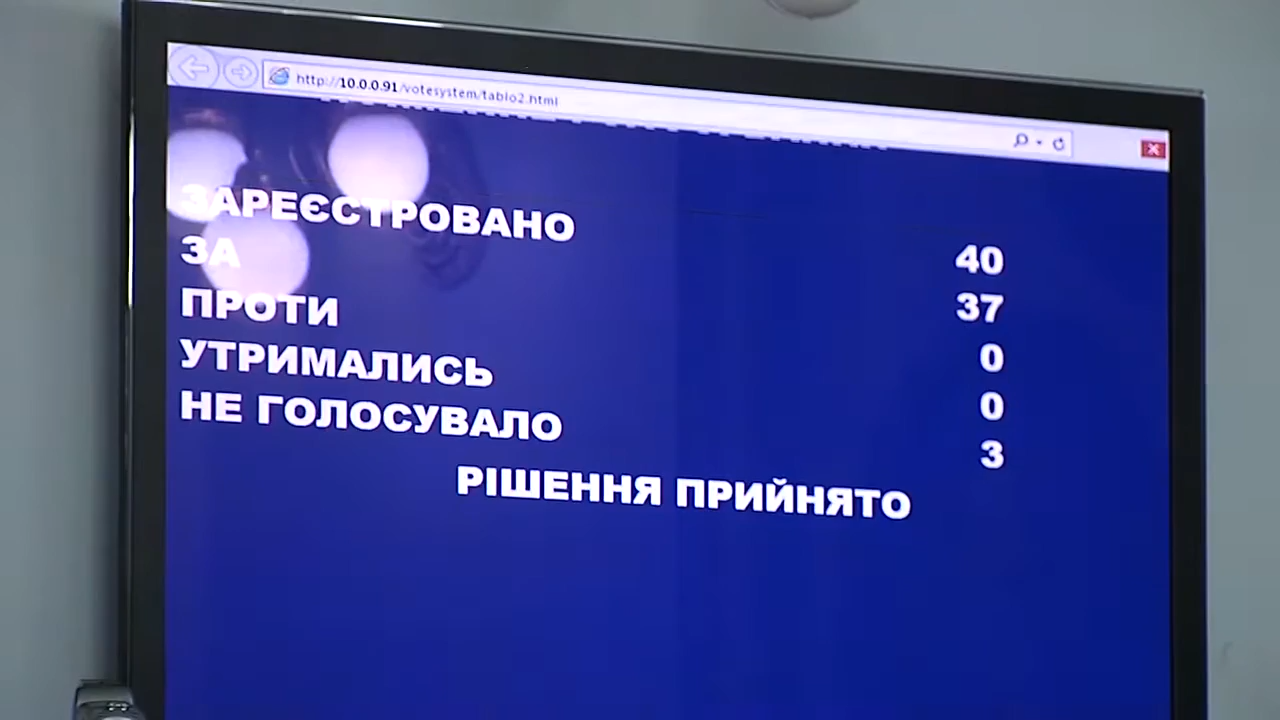 http://10.0.0.91/votesystem/tablo2.html
ЗАРЕЄСТРОВАНО 40
ЗА 37
ПРОТИ 0
УТРИМАЛИСЬ 0
НЕ ГОЛОСУВАЛО 3
РІШЕННЯ ПРИЙНЯТО